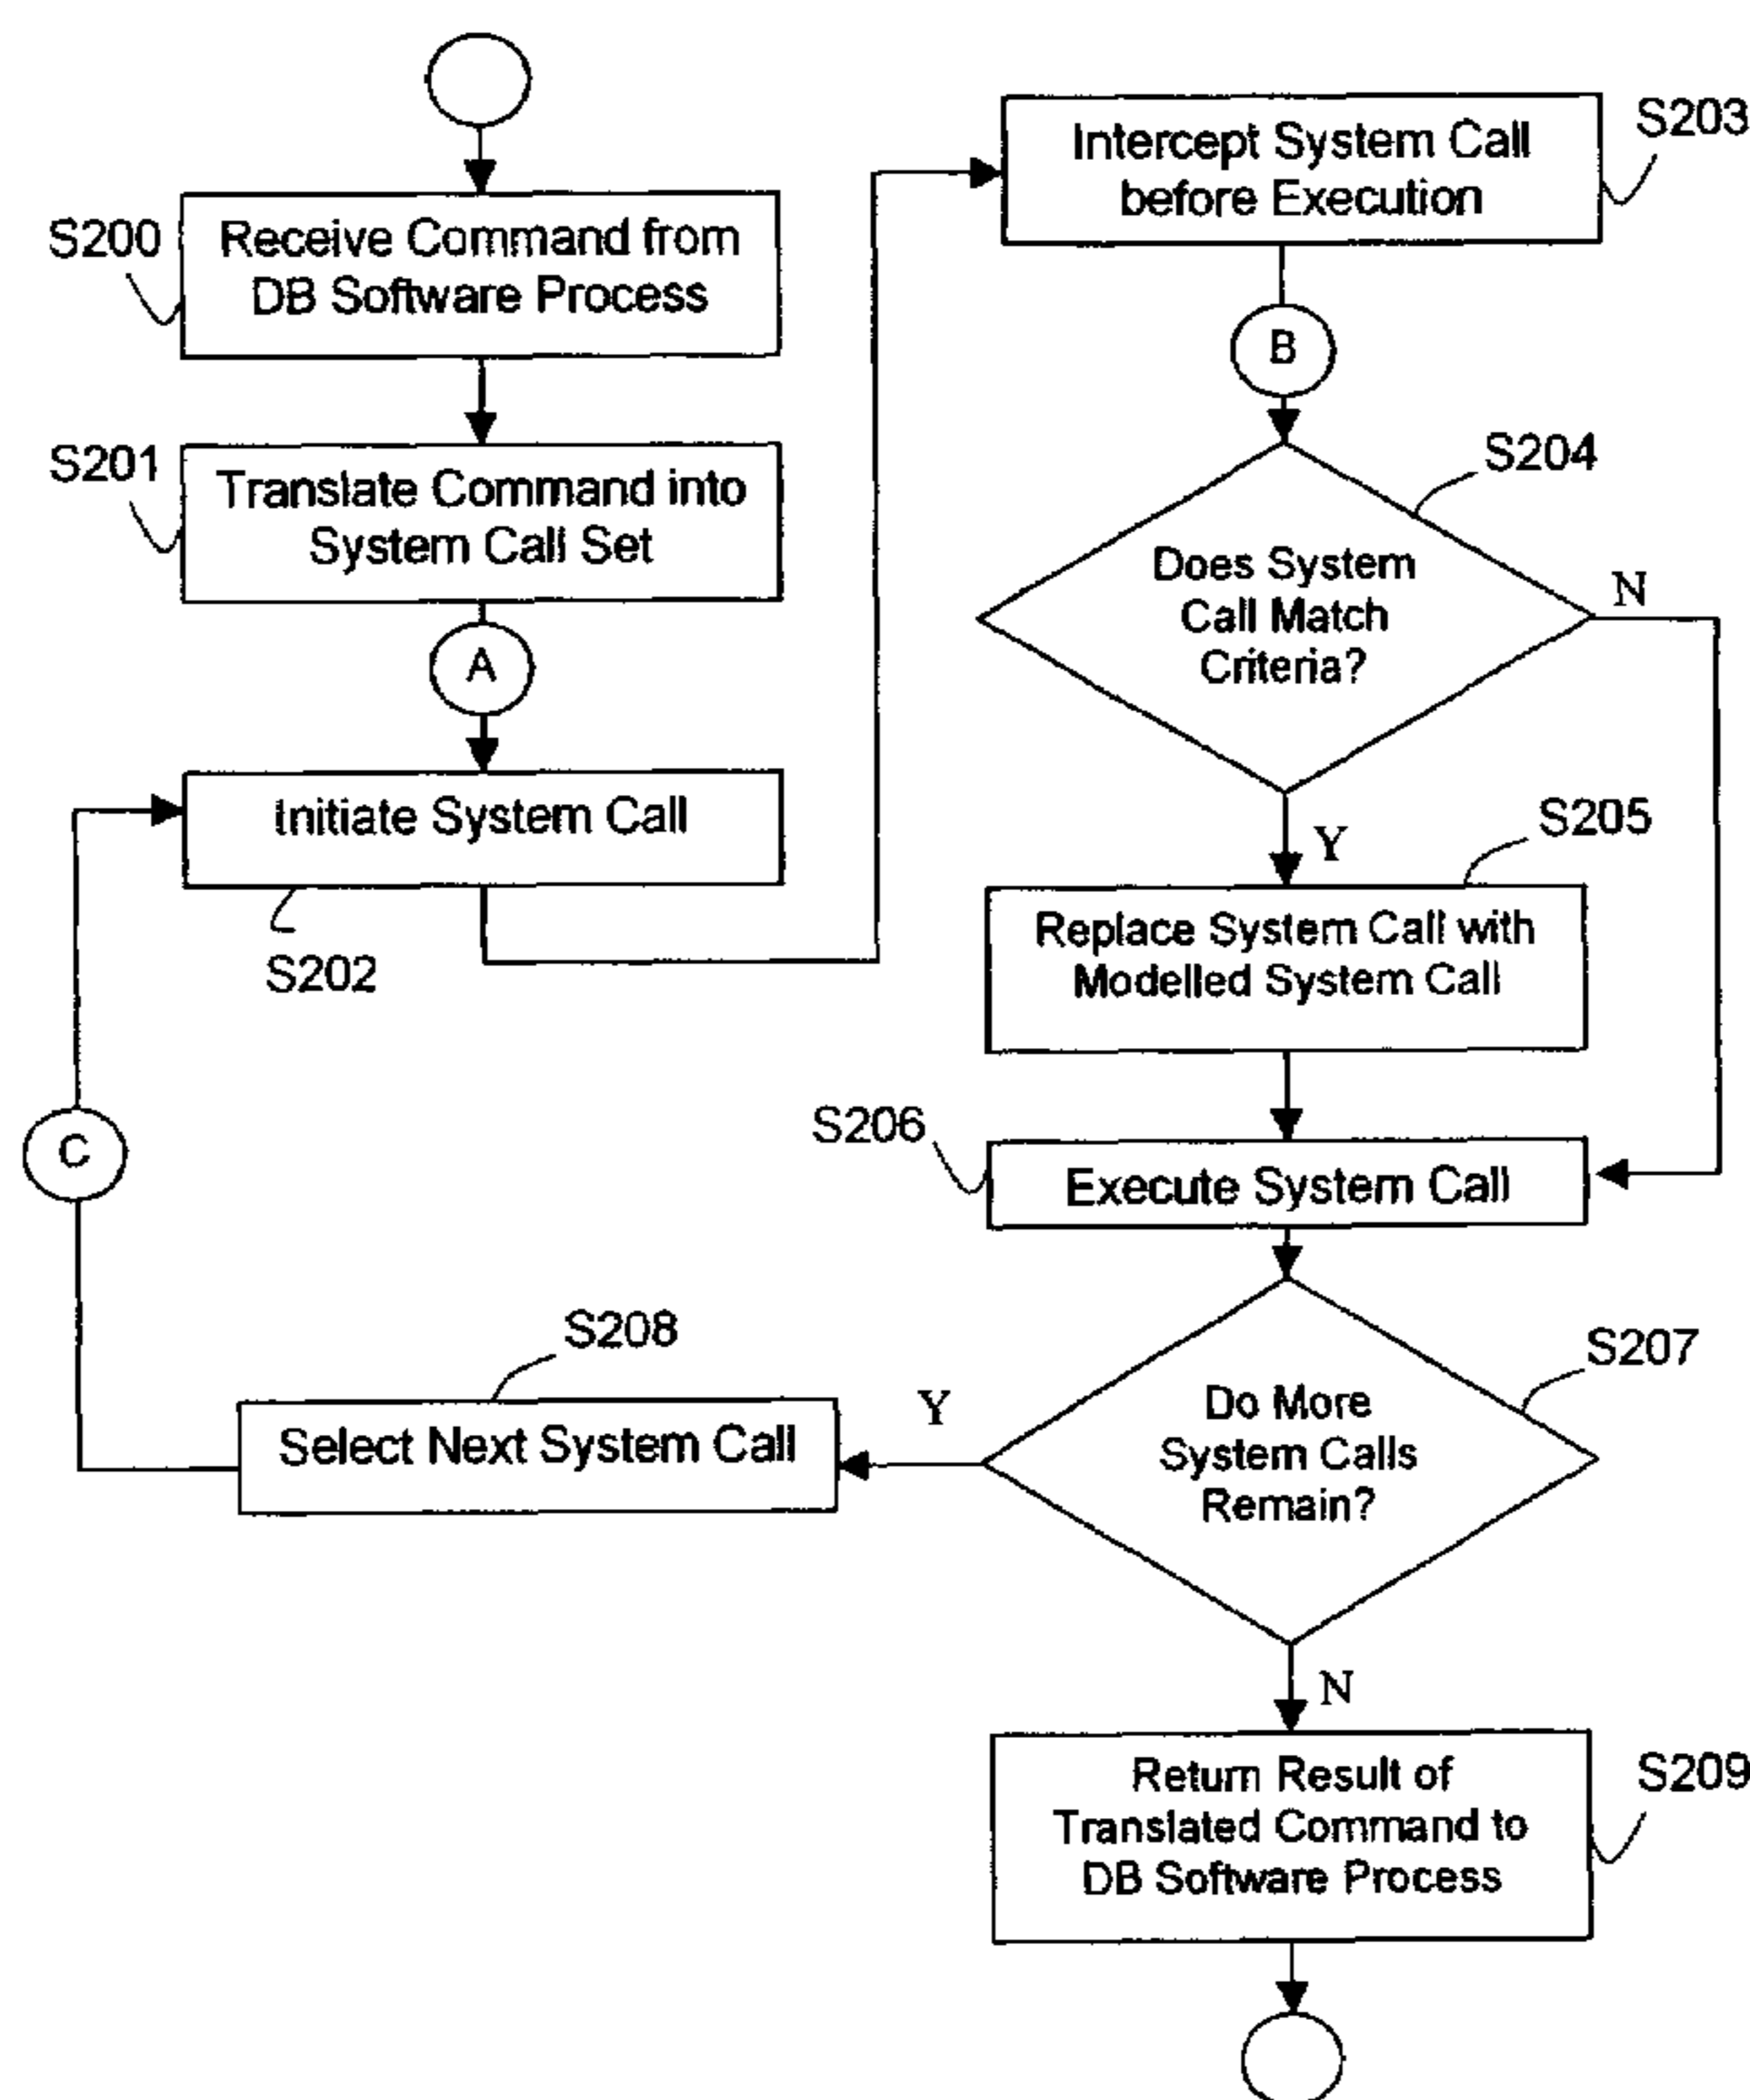 S200
Receive Command from
DB Software Process
S201
Translate Command into
System Call Set
A
Initiate System Call
S202
Intercept System Call
before Execution
S203
B
S204
Does System
Call Match
Criteria?
N
Y
S205
Replace System Call with
Modelled System Call
S206
Execute System Call
S207
Do More
System Calls
Remain?
Y
S208
Select Next System Call
C
N
Return Result of
Translated Command to
DB Software Process
S209